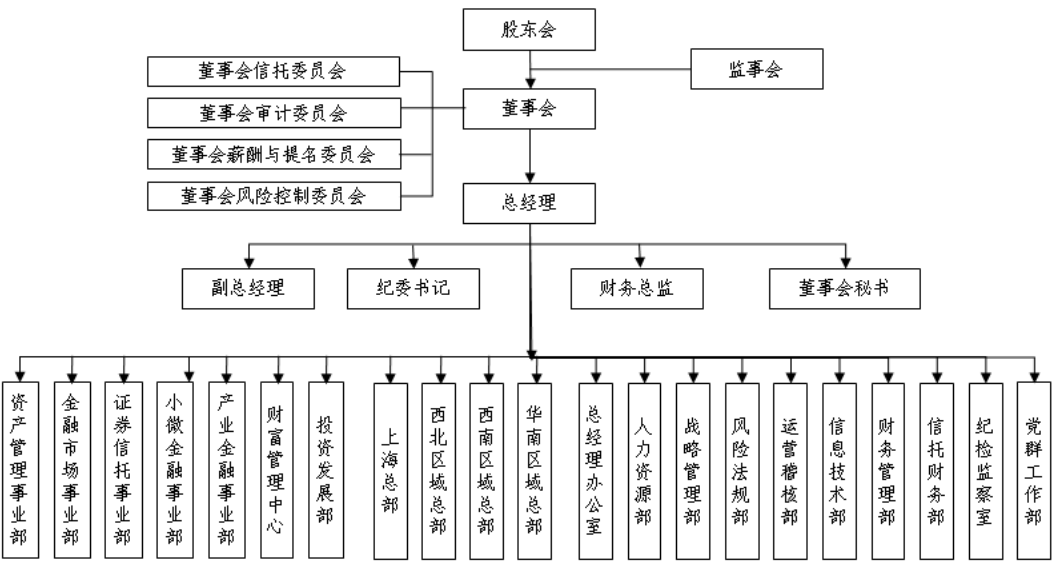 股东会
董事会信托委员会
监事会
董事会审计委员会
董事会
董事会薪酬与提名委员会
董事会风险控制委员会
总经理
副总经理
纪委书记
财务总监
董事会秘书
资产管理事业部
金融市场事业部
证券信托事业部
小微金融事业部
产业金融事业部
财富管理中心
投资发展部
上海总部
西北区域总部
西南区域总部
华南区域总部
总经理办公室
人力资源部
战略管理部
风险法规部
运营稽核部
信息技术部
财务管理部
信托财务部
纪检监察室
党群工作部